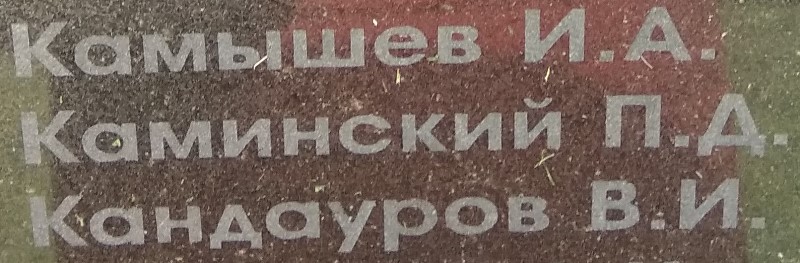 Камышев И.А.
Каминский П.Д.
Кандауров В.И.